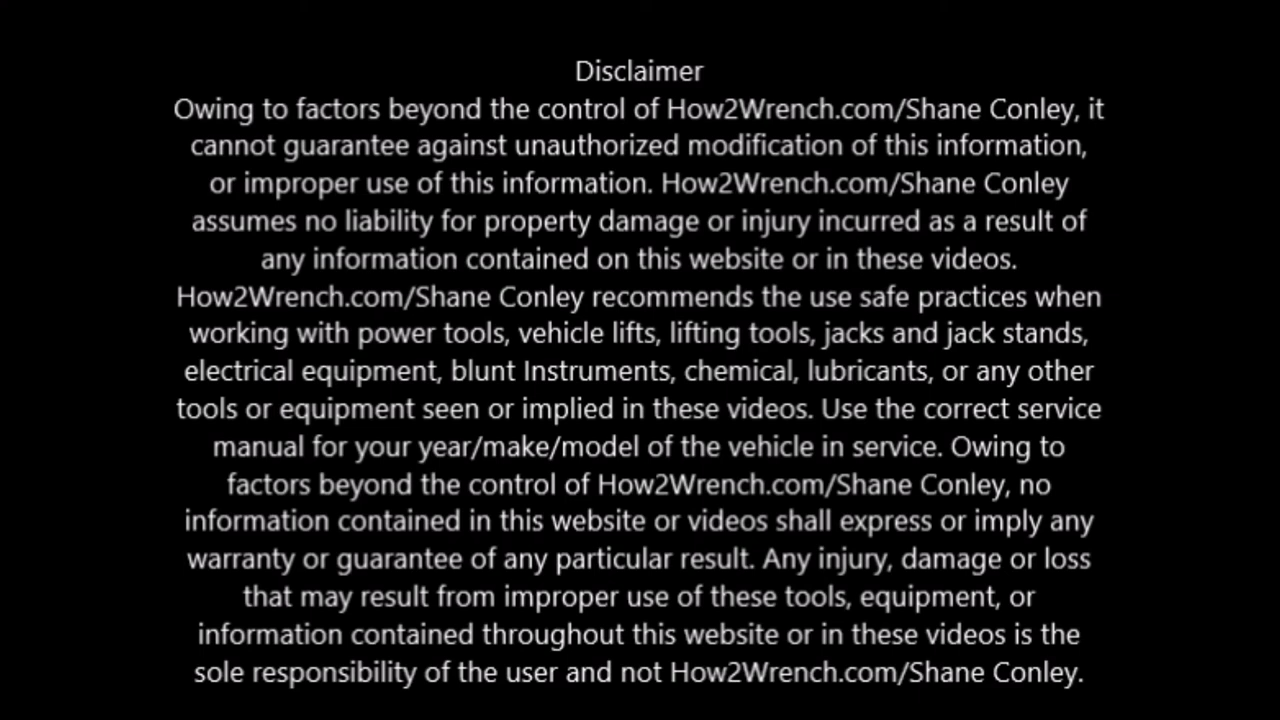 Disclaimer
Owing to factors beyond the control of How2Wrench.com/Shane Conley, it
cannot guarantee against unauthorized modification of this information,
or improper use of this information. How2Wrench.com/Shane Conley
assumes no liability for property damage or injury incurred as a result of
any information contained on this website or in these videos.
How2Wrench.com/Shane Conley recommends the use safe practices when
working with power tools, vehicle lifts, lifting tools, jacks and jack stands,
electrical equipment, blunt Instruments, chemical, lubricants, or any other
tools or equipment seen or implied in these videos. Use the correct service
manual for your year/make/model of the vehicle in service. Owing to
factors beyond the control of How2Wrench.com/Shane Conley, no
information contained in this website or videos shall express or imply any
warranty or guarantee of any particular result. Any injury, damage or loss
that may result from improper use of these tools, equipment, or
information contained throughout this website or in these videos is the
sole responsibility of the user and not How2Wrench.com/Shane Conley.